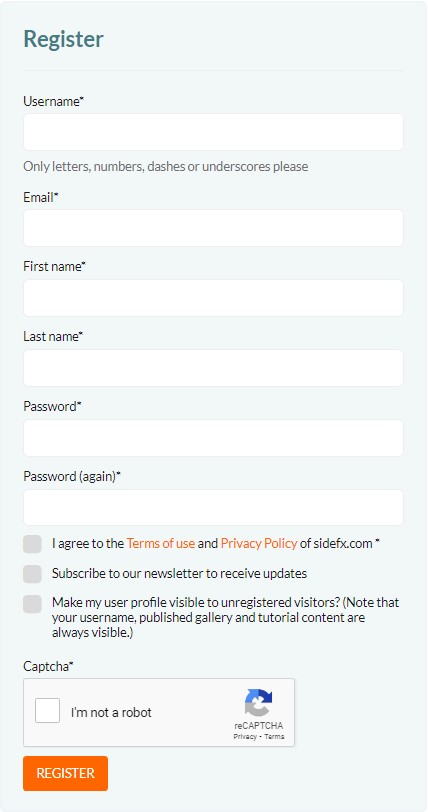 Register
Username*
Only letters, numbers, dashes or underscores please
Email*
First name*
Last name*
Password*
Password (again)*
I agree to the Terms of use and Privacy Policy of sidefx.com *
Subscribe to our newsletter to receive updates
Make my user profile visible to unregistered visitors? (Note that
your username, published gallery and tutorial content are
always visible.)
Captcha*
I'm not a robot
reCAPTCHA
Privacy - Terms
REGISTER